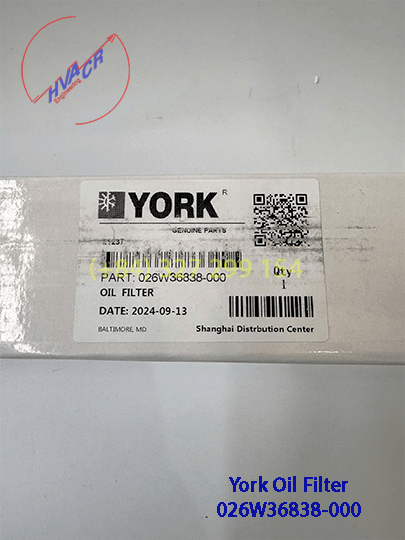 HVACR
Engineering
YORK R
GENUINE PARTS
PART: 026W36838-000
OIL FILTER
Qty
1
DATE: 2024-09-13
BALTIMORE, MD
Shanghai Distrbution Center
York Oil Filter
026W36838-000